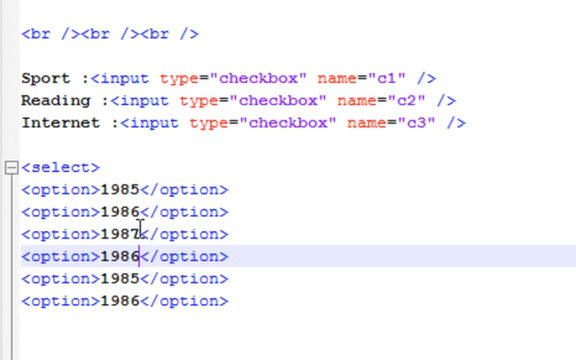 <br /><br /><br />
Sport :<input type="checkbox" name="c1" />
Reading :<input type="checkbox" name="c2" />
Internet :<input type="checkbox" name="c3" />
<select>
<option>1985</option>
<option>1986</option>
<option>1987</option>
<option>1986</option>
<option>1985</option>
<option>1986</option>